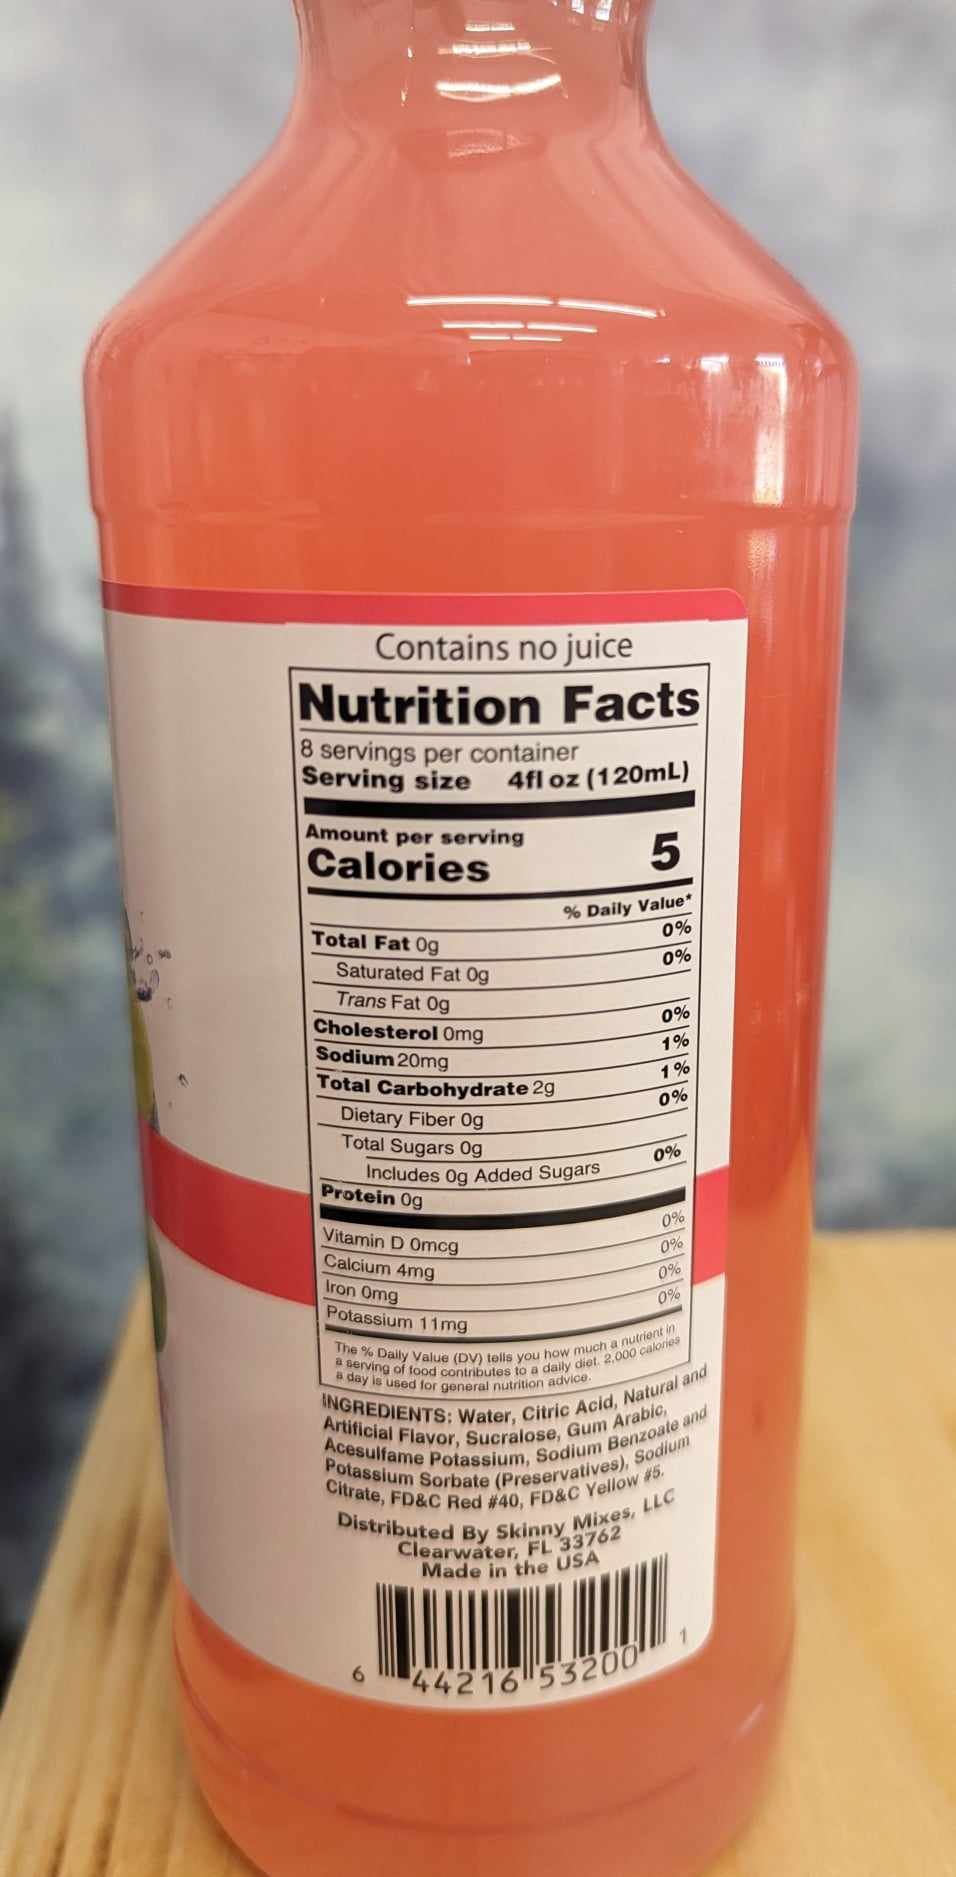 Contains no juice
Nutrition Facts
8 servings per container
Serving size 4fl oz (120mL)
Amount per serving
Calories 5
% Daily Value*
Total Fat 0g 0%
Saturated Fat 0g 0%
Trans Fat 0g
Cholesterol 0mg 0%
Sodium 20mg 1%
Total Carbohydrate 2g 1%
Dietary Fiber 0g 0%
Total Sugars 0g
Includes 0g Added Sugars 0%
Protein 0g
Vitamin D 0mcg 0%
Calcium 4mg 0%
Iron 0mg 0%
Potassium 11mg 0%
The % Daily Value (DV) tells you how much a nutrient in
a serving of food contributes to a daily diet. 2,000 calories
a day is used for general nutrition advice.
INGREDIENTS: Water, Citric Acid, Natural and
Artificial Flavor, Sucralose, Gum Arabic,
Acesulfame Potassium, Sodium Benzoate and
Potassium Sorbate (Preservatives), Sodium
Citrate, FD&C Red #40, FD&C Yellow #5.
Distributed By Skinny Mixes, LLC
Clearwater, FL 33762
Made in the USA
6 44216 53200 1